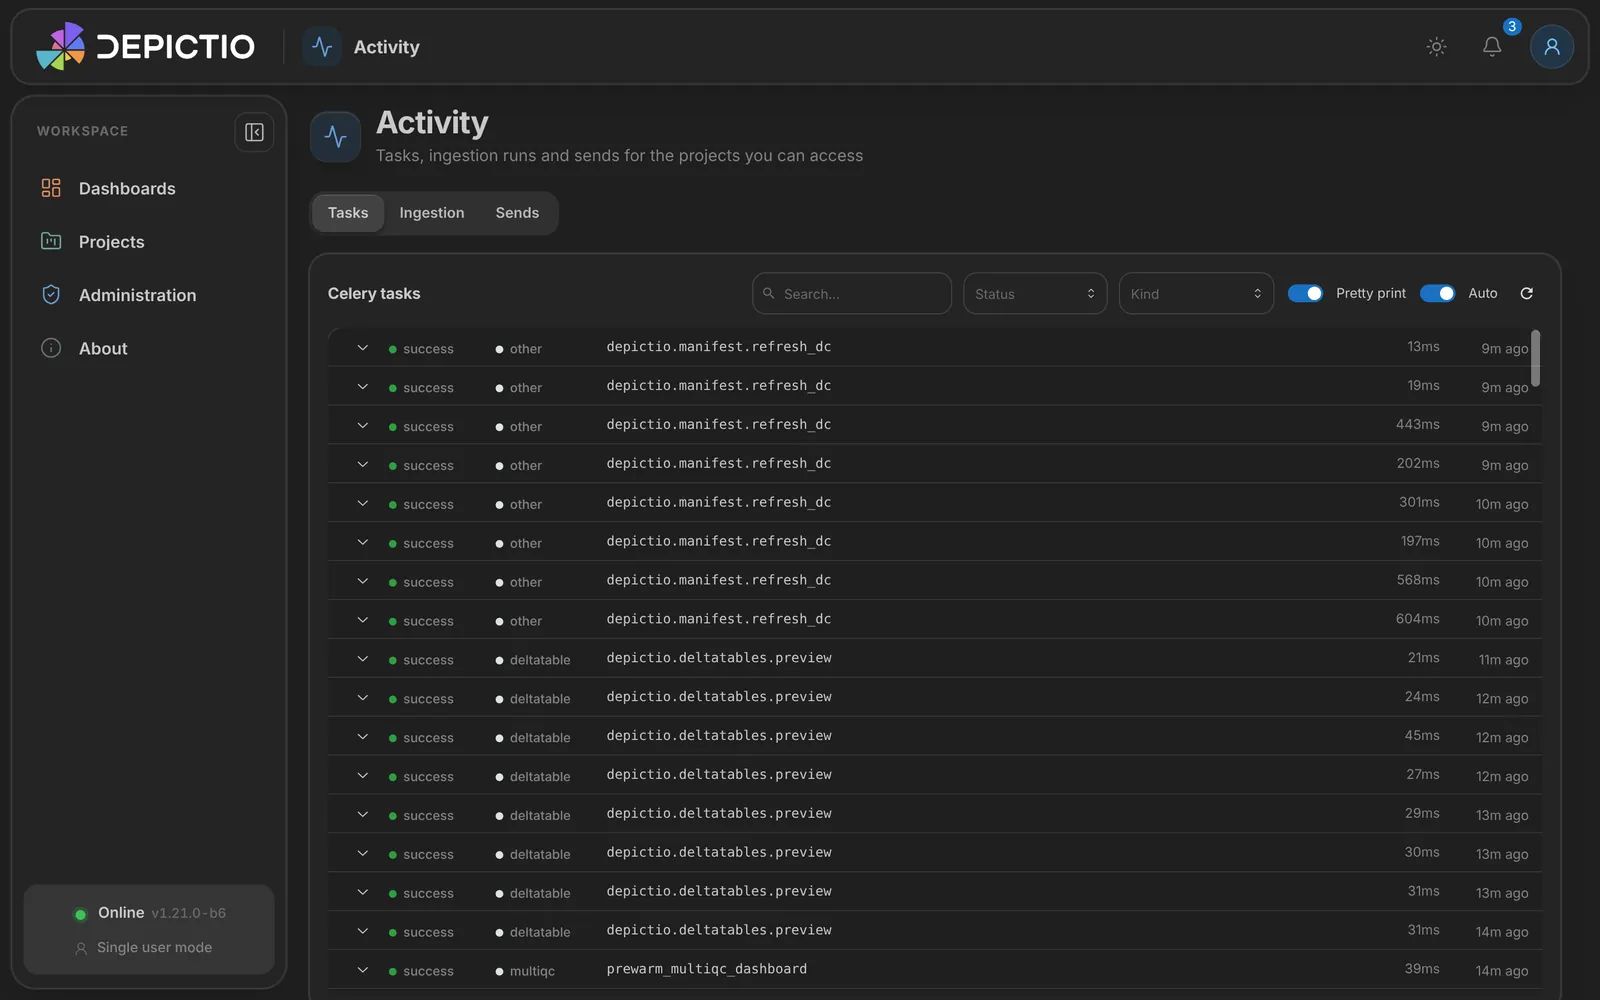 DEPICTIO
Activity
3
WORKSPACE
Dashboards
Projects
Administration
About
Online v1.21.0-b6
Single user mode
Activity
Tasks, ingestion runs and sends for the projects you can access
Tasks Ingestion Sends
Celery tasks Search... Status Kind Pretty print Auto
success other depictio.manifest.refresh_dc 13ms 9m ago
success other depictio.manifest.refresh_dc 19ms 9m ago
success other depictio.manifest.refresh_dc 443ms 9m ago
success other depictio.manifest.refresh_dc 202ms 9m ago
success other depictio.manifest.refresh_dc 301ms 10m ago
success other depictio.manifest.refresh_dc 197ms 10m ago
success other depictio.manifest.refresh_dc 568ms 10m ago
success other depictio.manifest.refresh_dc 604ms 10m ago
success deltatable depictio.deltatables.preview 21ms 11m ago
success deltatable depictio.deltatables.preview 24ms 12m ago
success deltatable depictio.deltatables.preview 45ms 12m ago
success deltatable depictio.deltatables.preview 27ms 12m ago
success deltatable depictio.deltatables.preview 29ms 13m ago
success deltatable depictio.deltatables.preview 30ms 13m ago
success deltatable depictio.deltatables.preview 31ms 13m ago
success deltatable depictio.deltatables.preview 31ms 14m ago
success multiqc prewarm_multiqc_dashboard 39ms 14m ago